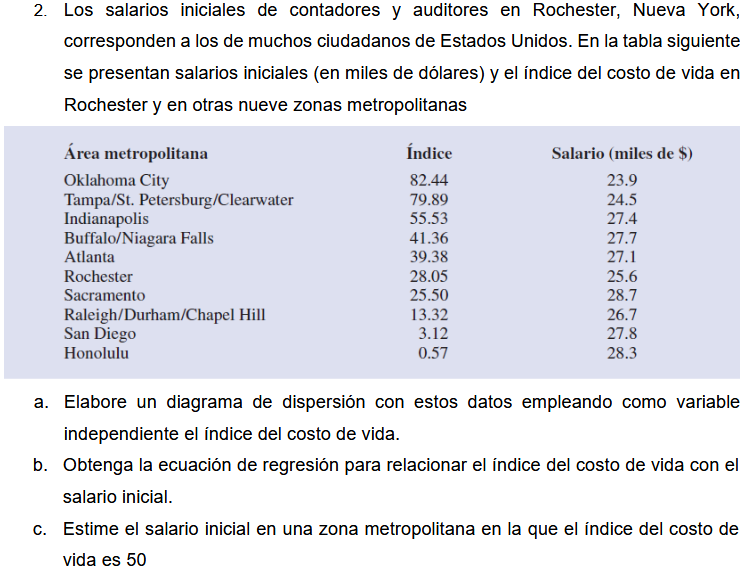 2. Los salarios iniciales de contadores y auditores en Rochester, Nueva York,
corresponden a los de muchos ciudadanos de Estados Unidos. En la tabla siguiente
se presentan salarios iniciales (en miles de dólares) y el índice del costo de vida en
Rochester y en otras nueve zonas metropolitanas
Área metropolitana Índice Salario (miles de $)
Oklahoma City 82.44 23.9
Tampa/St. Petersburg/Clearwater 79.89 24.5
Indianapolis 55.53 27.4
Buffalo/Niagara Falls 41.36 27.7
Atlanta 39.38 27.1
Rochester 28.05 25.6
Sacramento 25.50 28.7
Raleigh/Durham/Chapel Hill 13.32 26.7
San Diego 3.12 27.8
Honolulu 0.57 28.3
a. Elabore un diagrama de dispersión con estos datos empleando como variable
independiente el índice del costo de vida.
b. Obtenga la ecuación de regresión para relacionar el índice del costo de vida con el
salario inicial.
c. Estime el salario inicial en una zona metropolitana en la que el índice del costo de
vida es 50